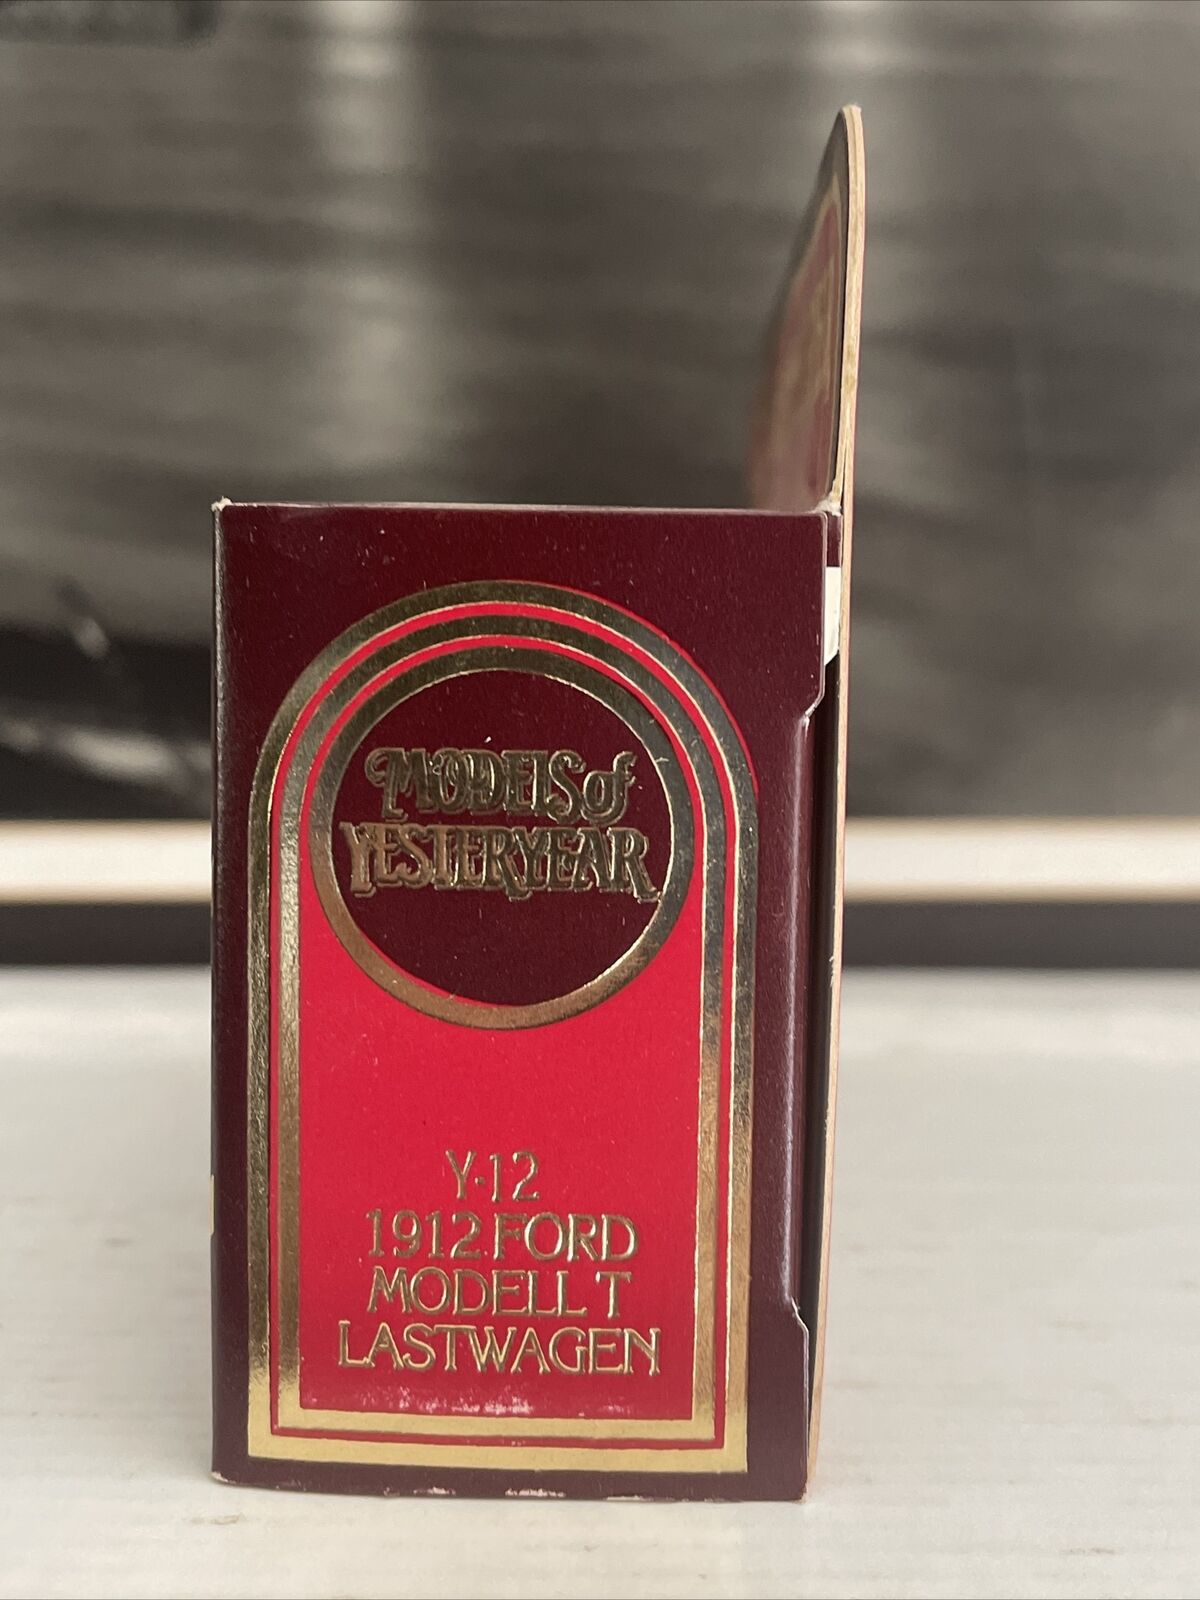 MODELS of
YESTERYEAR
Y-12
1912 FORD
MODELL T
LASTWAGEN